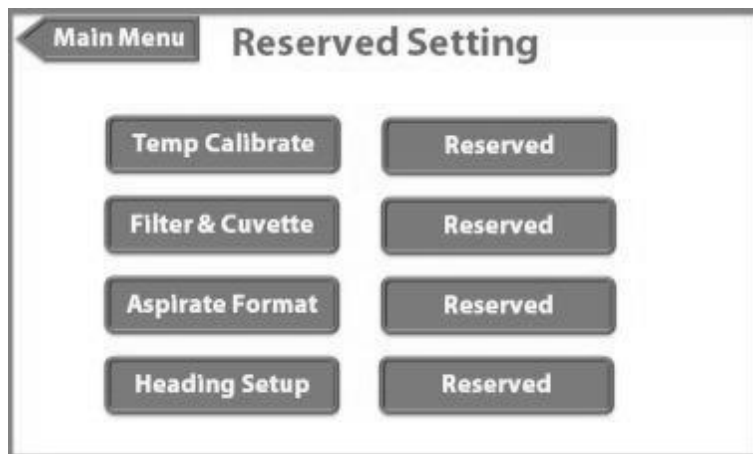 Main Menu
Reserved Setting
Temp Calibrate
Reserved
Filter & Cuvette
Reserved
Aspirate Format
Reserved
Heading Setup
Reserved